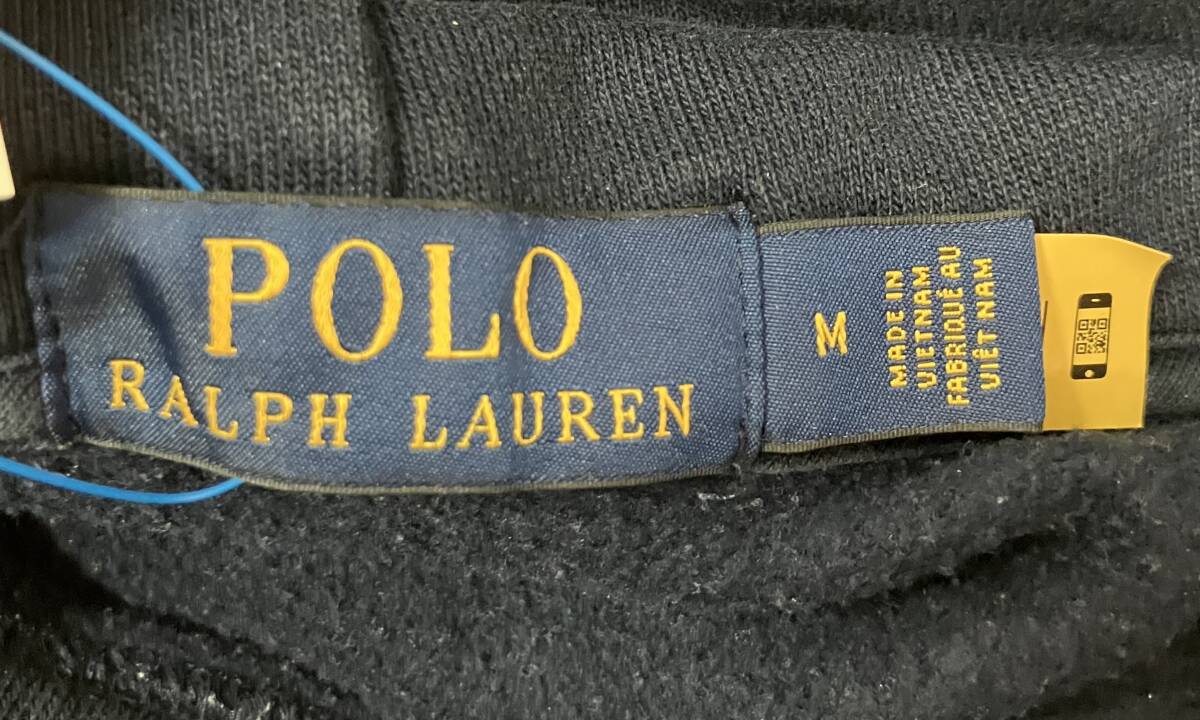 POLO
RALPH LAUREN
M
MADE IN
VIETNAM
FABRIQUÉ AU
VIÊT NAM